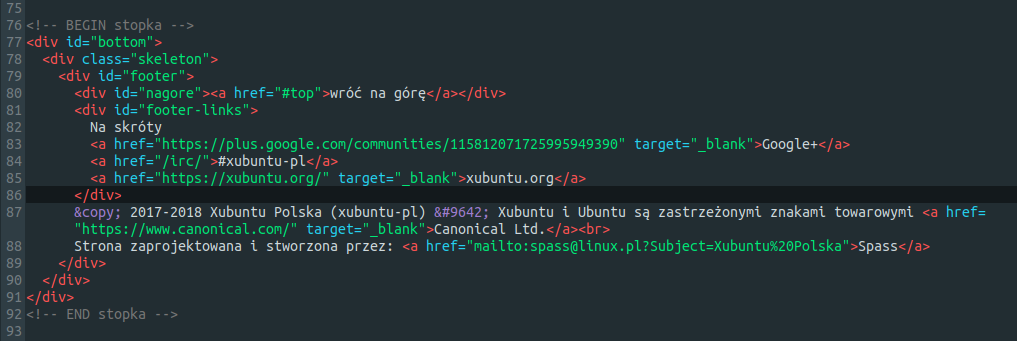 75
76 <!-- BEGIN stopka -->
77 <div id="bottom">
78   <div class="skeleton">
79     <div id="footer">
80       <div id="nagore"><a href="#top">wróć na górę</a></div>
81       <div id="footer-links">
82         Na skróty
83         <a href="https://plus.google.com/communities/115812071725995949390" target="_blank">Google+</a>
84         <a href="/irc/">#xubuntu-pl</a>
85         <a href="https://xubuntu.org/" target="_blank">xubuntu.org</a>
86       </div>
87       &copy; 2017-2018 Xubuntu Polska (xubuntu-pl) &#9642; Xubuntu i Ubuntu są zastrzeżonymi znakami towarowymi <a href=
"https://www.canonical.com/" target="_blank">Canonical Ltd.</a><br>
88       Strona zaprojektowana i stworzona przez: <a href="mailto:spass@linux.pl?Subject=Xubuntu%20Polska">Spass</a>
89     </div>
90   </div>
91 </div>
92 <!-- END stopka -->
93